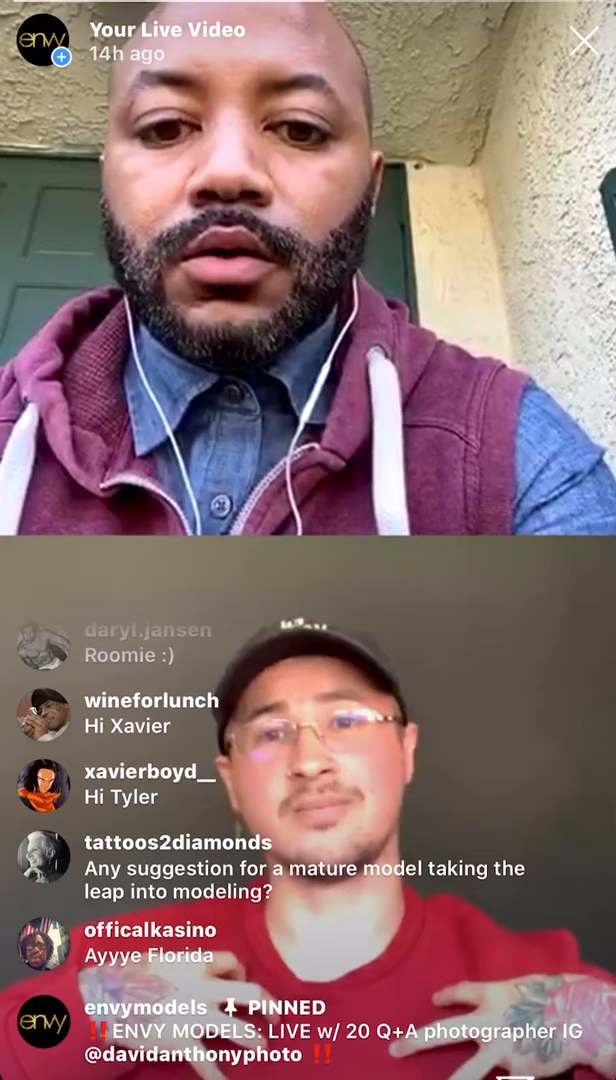 envy
Your Live Video
14h ago
daryl.jansen
Roomie :)
wineforlunch
Hi Xavier
xavierboyd__
Hi Tyler
tattoos2diamonds
Any suggestion for a mature model taking the
leap into modeling?
officalkasino
Ayyye Florida
envy
envymodels 📌 PINNED
‼️ENVY MODELS: LIVE w/ 20 Q+A photographer IG
@davidanthonyphoto ‼️